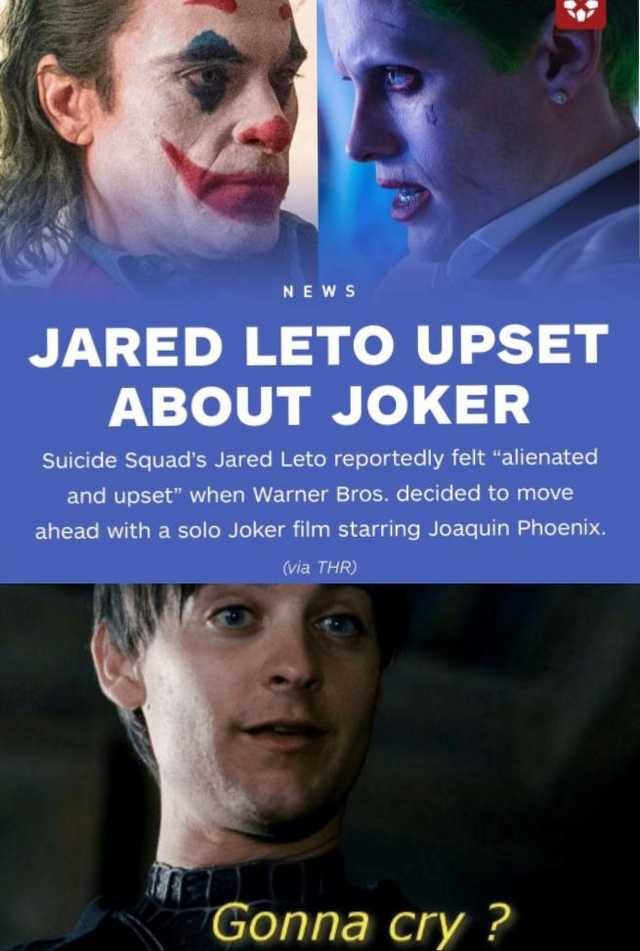 NEWS
JARED LETO UPSET
ABOUT JOKER
Suicide Squad's Jared Leto reportedly felt “alienated
and upset” when Warner Bros. decided to move
ahead with a solo Joker film starring Joaquin Phoenix.
(via THR)
Gonna cry ?